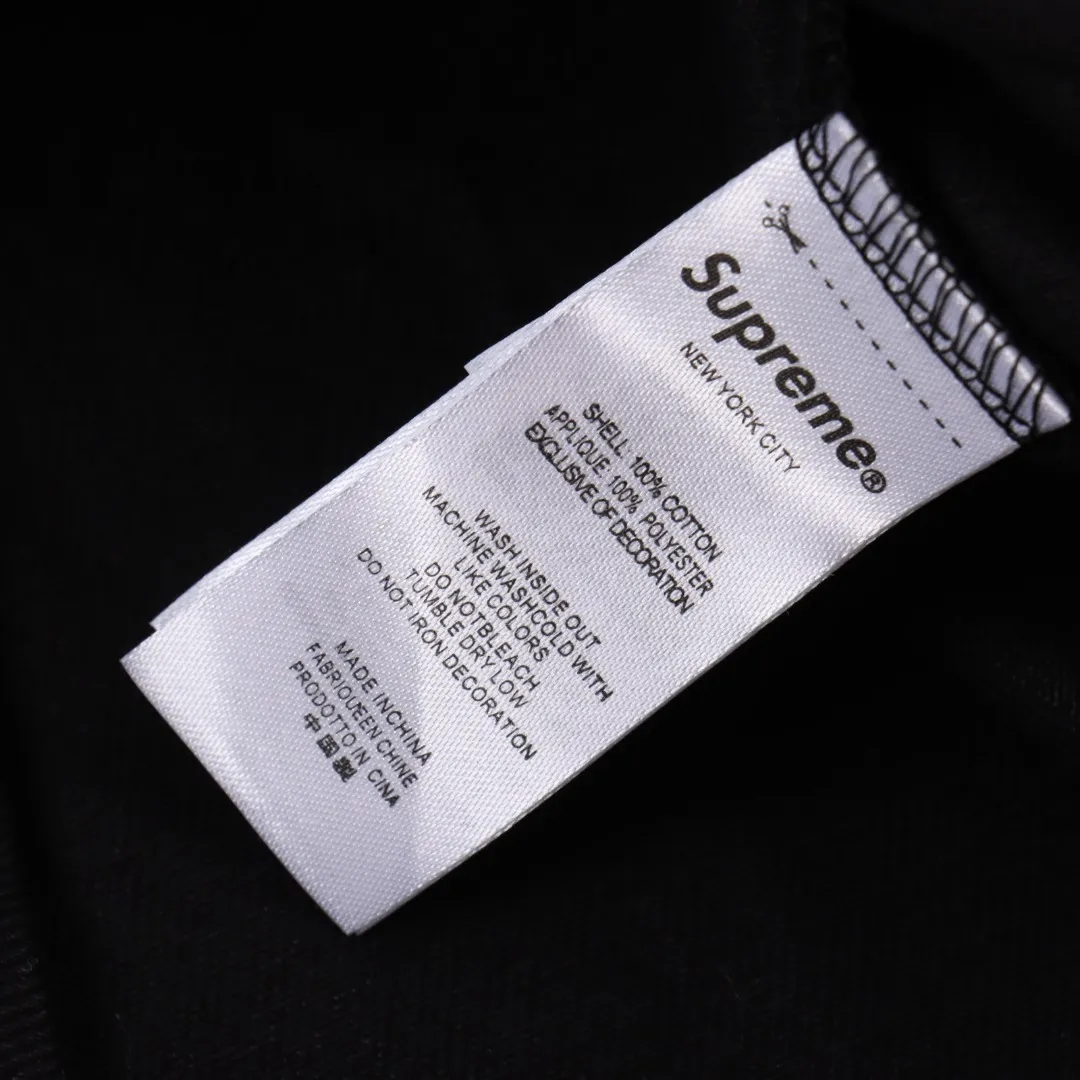 Supreme®
NEW YORK CITY
SHELL 100% COTTON
APPLIQUE 100% POLYESTER
EXCLUSIVE OF DECORATION
WASH INSIDE OUT
MACHINE WASHCOLD WITH
LIKE COLORS
DO NOTBLEACH
TUMBLE DRY LOW
DO NOT IRON DECORATION
MADE INCHINA
FABRIQUEEN CHINE
PRODOTTO IN CINA
中国製